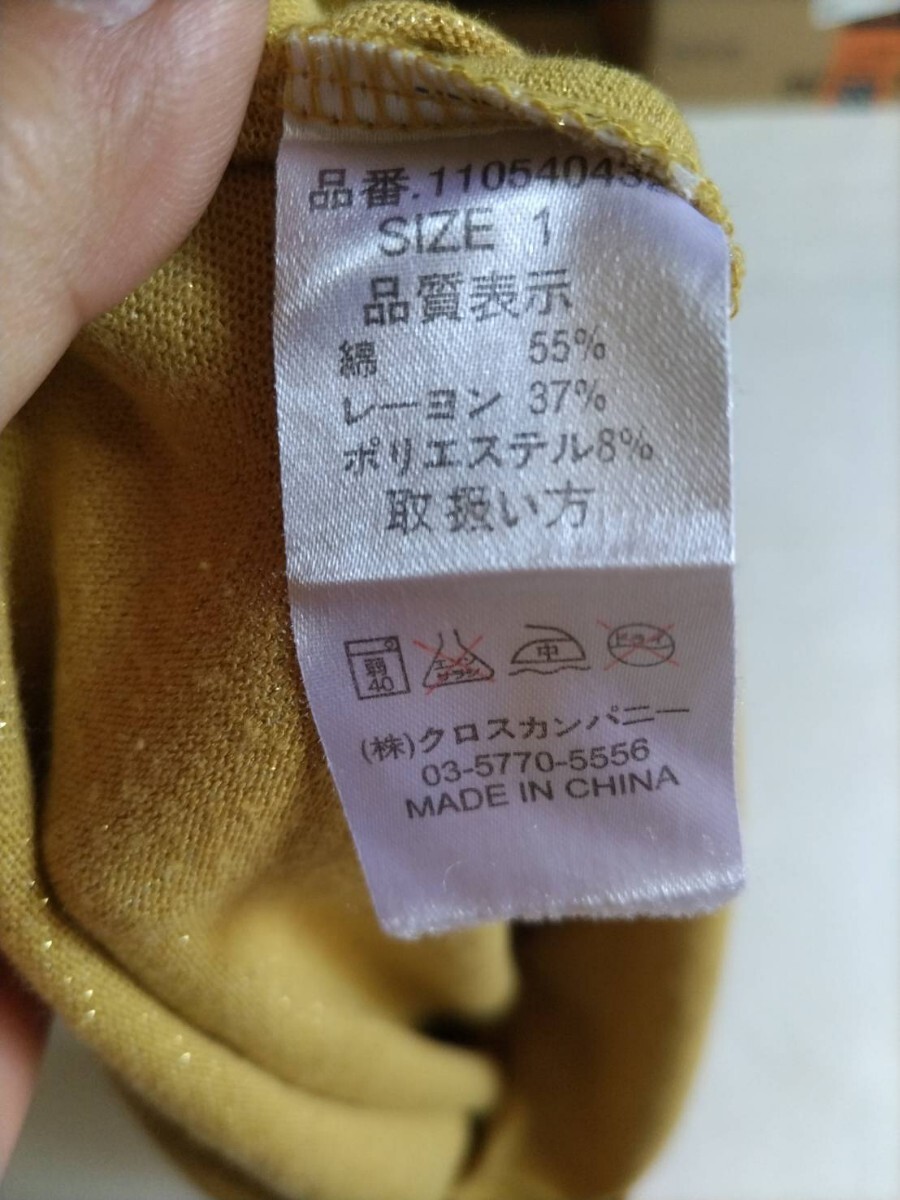 品番.110540432
SIZE 1
品質表示
綿 55%
レーヨン 37%
ポリエステル8%
取扱い方
弱 40 エンソ サラシ 中 ドライ
(株)クロスカンパニー
03-5770-5556
MADE IN CHINA